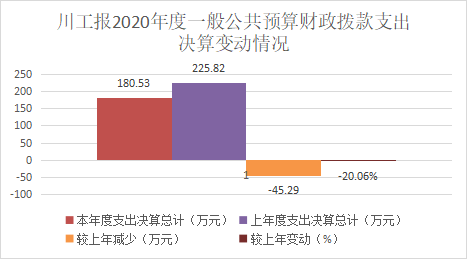 川工报2020年度一般公共预算财政拨款支出
决算变动情况
250
200
150
100
50
0
-50
-100
180.53
225.82
1
-45.29
-20.06%
本年度支出决算总计（万元）
上年度支出决算总计（万元）
较上年减少（万元）
较上年变动（%）